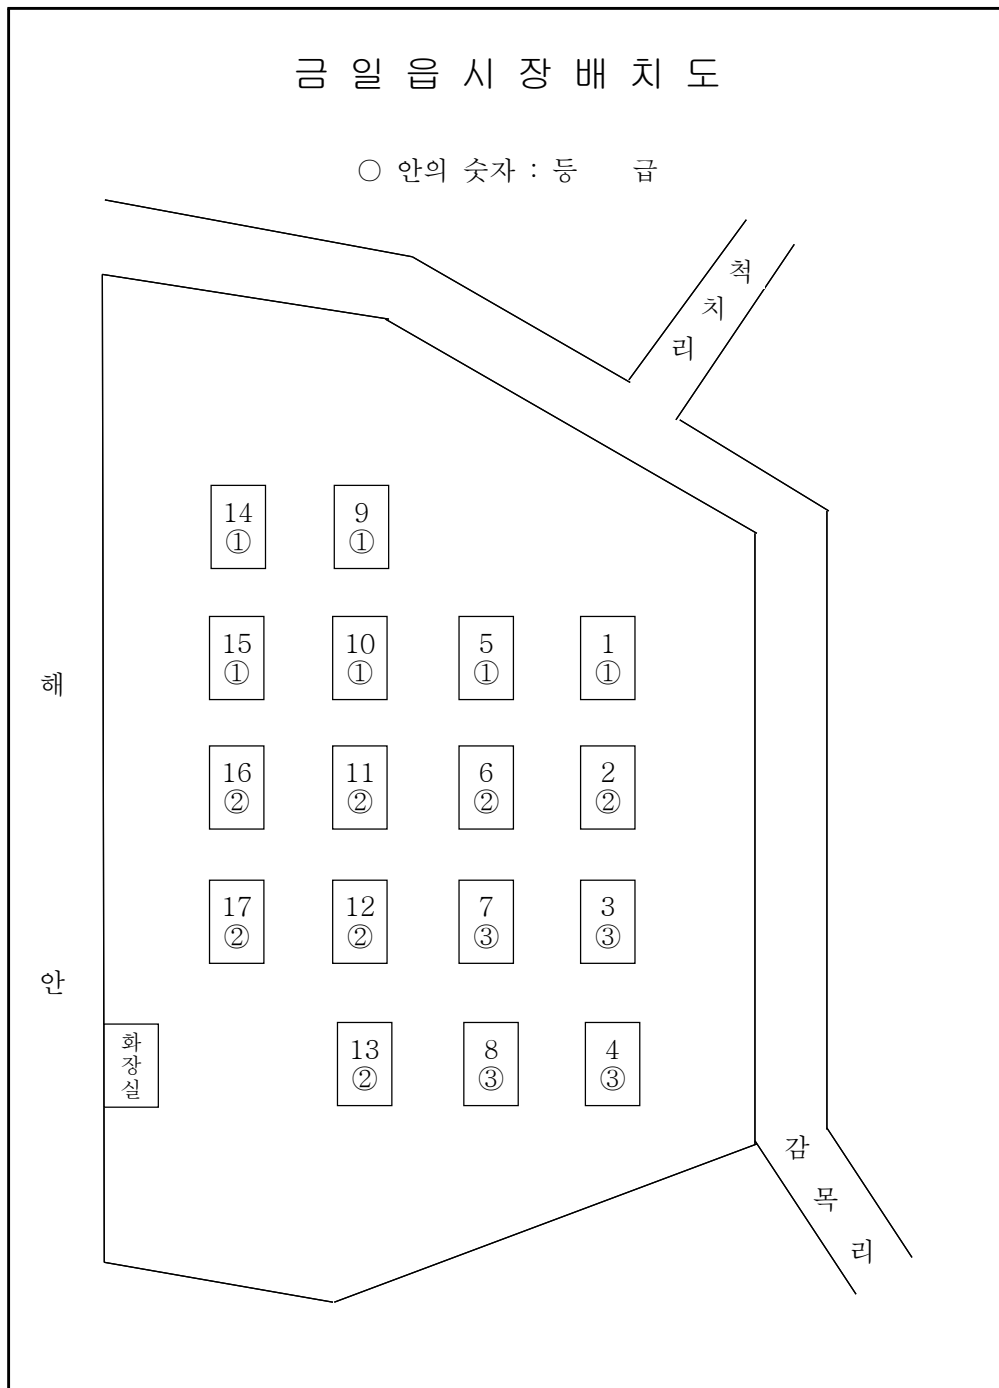 금 일 읍 시 장 배 치 도
○ 안의 숫자 : 등 급
척
치
리
14
①
9
①
15
①
10
①
5
①
1
①
해
16
②
11
②
6
②
2
②
17
②
12
②
7
③
3
③
안
화
장
실
13
②
8
③
4
③
감
목
리